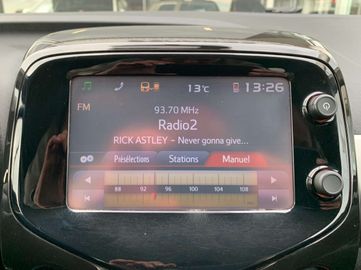 13°C 13:26
FM
93.70 MHz
Radio2
RICK ASTLEY - Never gonna give...
Présélections Stations Manuel
88 92 96 100 104 108